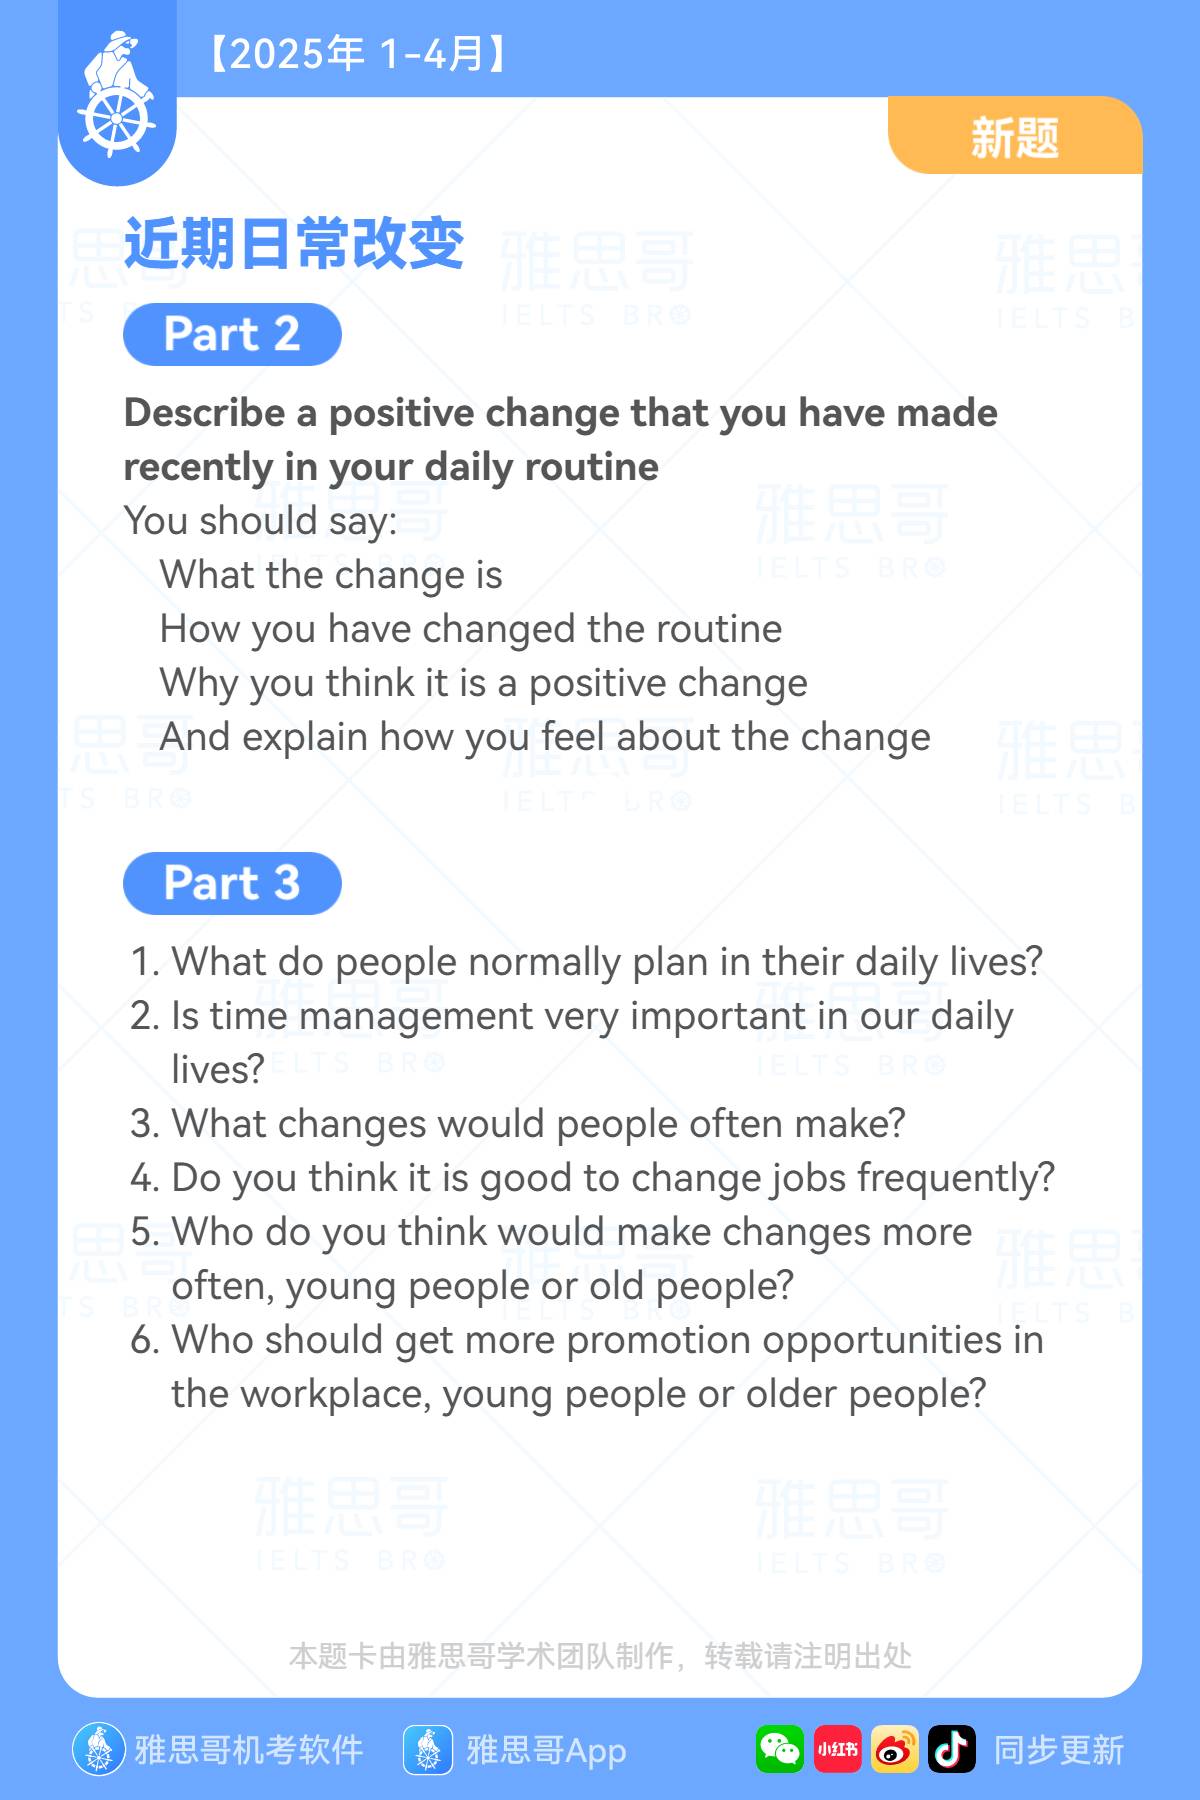 【2025年 1-4月】
新题
近期日常改变
Part 2
Describe a positive change that you have made
recently in your daily routine
You should say:
What the change is
How you have changed the routine
Why you think it is a positive change
And explain how you feel about the change
Part 3
1. What do people normally plan in their daily lives?
2. Is time management very important in our daily
lives?
3. What changes would people often make?
4. Do you think it is good to change jobs frequently?
5. Who do you think would make changes more
often, young people or old people?
6. Who should get more promotion opportunities in
the workplace, young people or older people?
雅思哥
IELTS BRO
本题卡由雅思哥学术团队制作，转载请注明出处
雅思哥机考软件
雅思哥App
小红书
同步更新